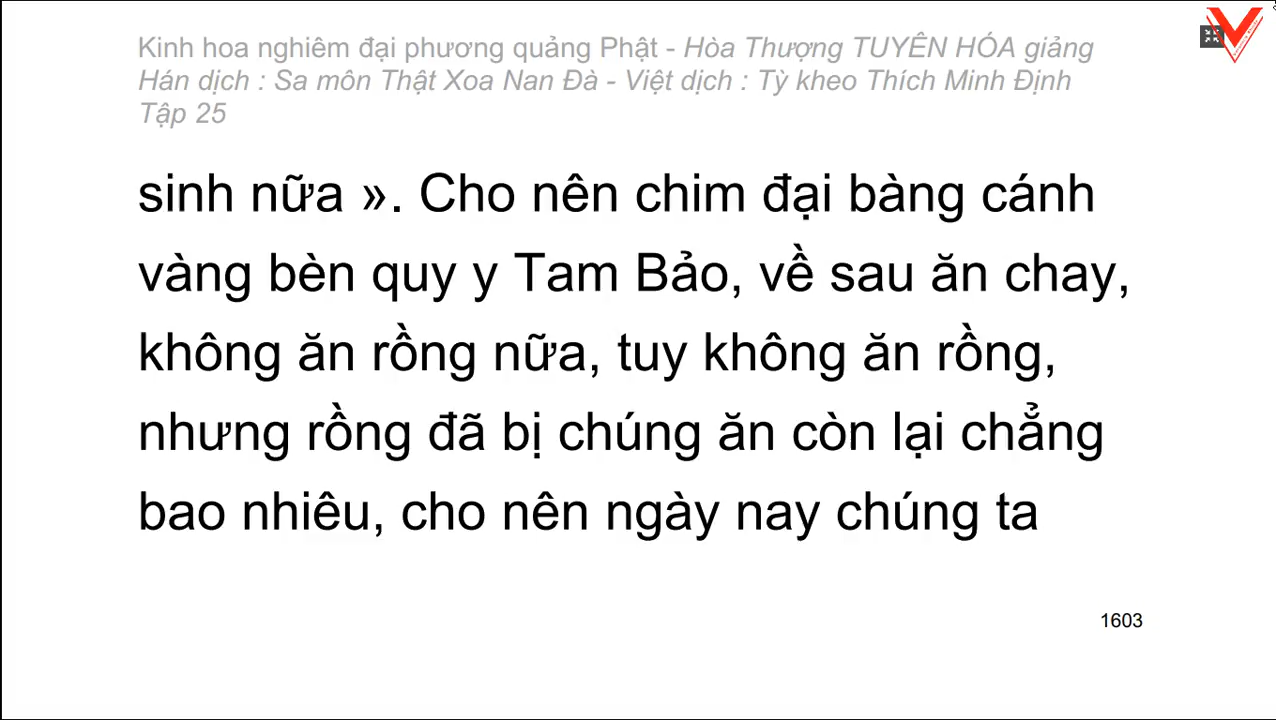 Kinh hoa nghiêm đại phương quảng Phật - Hòa Thượng TUYÊN HÓA giảng
Hán dịch : Sa môn Thật Xoa Nan Đà - Việt dịch : Tỳ kheo Thích Minh Định
Tập 25
sinh nữa ». Cho nên chim đại bàng cánh
vàng bèn quy y Tam Bảo, về sau ăn chay,
không ăn rồng nữa, tuy không ăn rồng,
nhưng rồng đã bị chúng ăn còn lại chẳng
bao nhiêu, cho nên ngày nay chúng ta
1603